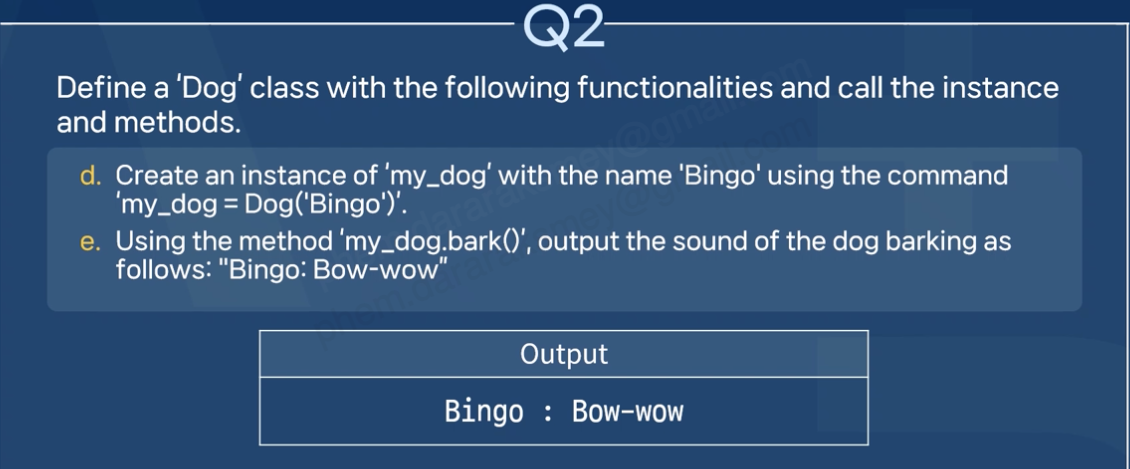 Q2
Define a 'Dog' class with the following functionalities and call the instance
and methods.
d. Create an instance of 'my_dog' with the name 'Bingo' using the command
'my_dog = Dog('Bingo')'.
e. Using the method 'my_dog.bark()', output the sound of the dog barking as
follows: "Bingo: Bow-wow"
Output
Bingo : Bow-wow